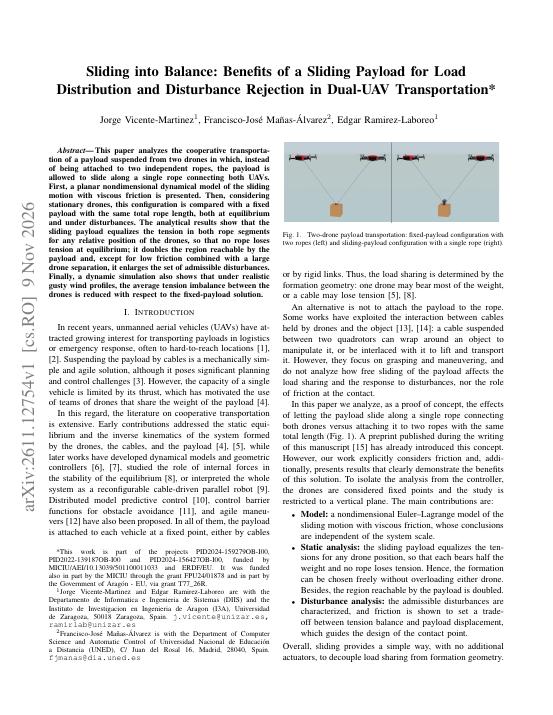 Sliding into Balance: Benefits of a Sliding Payload for Load
Distribution and Disturbance Rejection in Dual-UAV Transportation*
Jorge Vicente-Martinez1, Francisco-José Mañas-Álvarez2, Edgar Ramirez-Laboreo1
arXiv:2611.12754v1 [cs.RO] 9 Nov 2026
Abstract—This paper analyzes the cooperative transporta-
tion of a payload suspended from two drones in which, instead
of being attached to two independent ropes, the payload is
allowed to slide along a single rope connecting both UAVs.
First, a planar nondimensional dynamical model of the sliding
motion with viscous friction is presented. Then, considering
stationary drones, this configuration is compared with a fixed
payload with the same total rope length, both at equilibrium
and under disturbances. The analytical results show that the
sliding payload equalizes the tension in both rope segments
for any relative position of the drones, so that no rope loses
tension at equilibrium; it doubles the region reachable by the
payload and, except for low friction combined with a large
drone separation, it enlarges the set of admissible disturbances.
Finally, a dynamic simulation also shows that under realistic
gusty wind profiles, the average tension imbalance between the
drones is reduced with respect to the fixed-payload solution.
I. INTRODUCTION
In recent years, unmanned aerial vehicles (UAVs) have at-
tracted growing interest for transporting payloads in logistics
or emergency response, often to hard-to-reach locations [1],
[2]. Suspending the payload by cables is a mechanically sim-
ple and agile solution, although it poses significant planning
and control challenges [3]. However, the capacity of a single
vehicle is limited by its thrust, which has motivated the use
of teams of drones that share the weight of the payload [4].
In this regard, the literature on cooperative transportation
is extensive. Early contributions addressed the static equi-
librium and the inverse kinematics of the system formed
by the drones, the cables, and the payload [4], [5], while
later works have developed dynamical models and geometric
controllers [6], [7], studied the role of internal forces in
the stability of the equilibrium [8], or interpreted the whole
system as a reconfigurable cable-driven parallel robot [9].
Distributed model predictive control [10], control barrier
functions for obstacle avoidance [11], and agile maneu-
vers [12] have also been proposed. In all of them, the payload
is attached to each vehicle at a fixed point, either by cables
*This work is part of the projects PID2024-159279OB-I00,
PID2022-139187OB-I00 and PID2024-156427OB-I00, funded by
MICIU/AEI/10.13039/501100011033 and ERDF/EU. It was funded
also in part by the MICIU through the grant FPU24/01878 and in part by
the Government of Aragón - EU, via grant T77_26R.
1Jorge Vicente-Martinez and Edgar Ramirez-Laboreo are with the
Departamento de Informatica e Ingenieria de Sistemas (DIIS) and the
Instituto de Investigacion en Ingenieria de Aragon (I3A), Universidad
de Zaragoza, 50018 Zaragoza, Spain. j.vicente@unizar.es,
ramirlab@unizar.es
2Francisco-José Mañas-Álvarez is with the Department of Computer
Science and Automatic Control of Universidad Nacional de Educación
a Distancia (UNED), C/ Juan del Rosal 16, Madrid, 28040, Spain.
fjmanas@dia.uned.es
Fig. 1. Two-drone payload transportation: fixed-payload configuration with
two ropes (left) and sliding-payload configuration with a single rope (right).
or by rigid links. Thus, the load sharing is determined by the
formation geometry: one drone may bear most of the weight,
or a cable may lose tension [5], [8].
An alternative is not to attach the payload to the rope.
Some works have exploited the interaction between cables
held by drones and the object [13], [14]: a cable suspended
between two quadrotors can wrap around an object to
manipulate it, or be interlaced with it to lift and transport
it. However, they focus on grasping and maneuvering, and
do not analyze how free sliding of the payload affects the
load sharing and the response to disturbances, nor the role
of friction at the contact.
In this paper we analyze, as a proof of concept, the effects
of letting the payload slide along a single rope connecting
both drones versus attaching it to two ropes with the same
total length (Fig. 1). A preprint published during the writing
of this manuscript [15] has already introduced this concept.
However, our work explicitly considers friction and, addi-
tionally, presents results that clearly demonstrate the benefits
of this solution. To isolate the analysis from the controller,
the drones are considered fixed points and the study is
restricted to a vertical plane. The main contributions are:
• Model: a nondimensional Euler–Lagrange model of the
sliding motion with viscous friction, whose conclusions
are independent of the system scale.
• Static analysis: the sliding payload equalizes the ten-
sions for any drone position, so that each bears half the
weight and no rope loses tension. Hence, the formation
can be chosen freely without overloading either drone.
Besides, the region reachable by the payload is doubled.
• Disturbance analysis: the admissible disturbances are
characterized, and friction is shown to set a trade-
off between tension balance and payload displacement,
which guides the design of the contact point.
Overall, sliding provides a simple way, with no additional
actuators, to decouple load sharing from formation geometry.